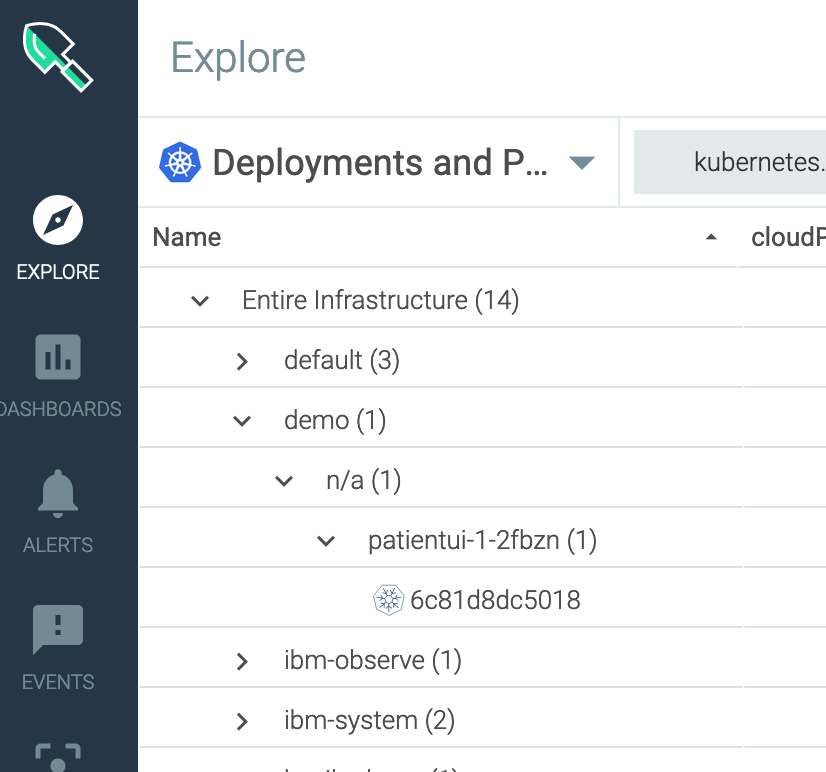 Explore
Deployments and P...
kubernetes.
Name
cloudP
EXPLORE
Entire Infrastructure (14)
default (3)
DASHBOARDS
demo (1)
n/a (1)
ALERTS
patientui-1-2fbzn (1)
6c81d8dc5018
ibm-observe (1)
EVENTS
ibm-system (2)